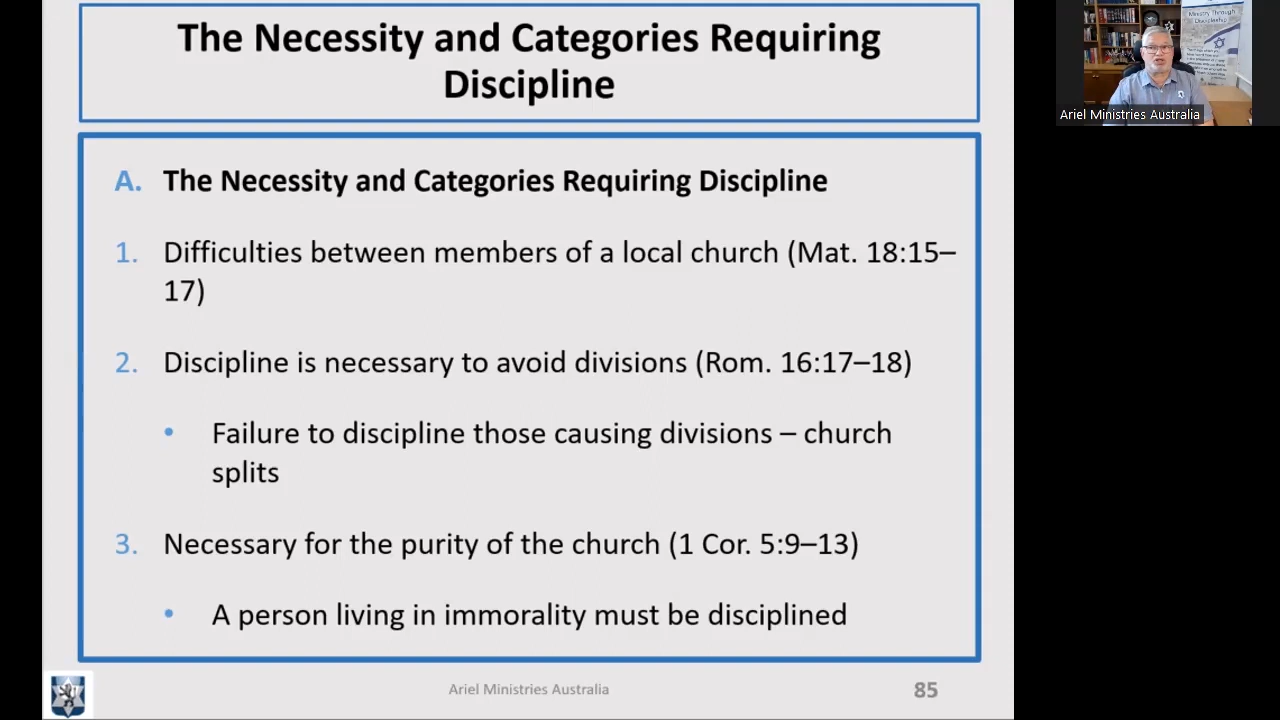 The Necessity and Categories Requiring
Discipline
A. The Necessity and Categories Requiring Discipline
1. Difficulties between members of a local church (Mat. 18:15–
17)
2. Discipline is necessary to avoid divisions (Rom. 16:17–18)
• Failure to discipline those causing divisions – church
splits
3. Necessary for the purity of the church (1 Cor. 5:9–13)
• A person living in immorality must be disciplined
Ariel Ministries Australia
85
Ministry Through
Discipleship
Ariel Ministries Australia